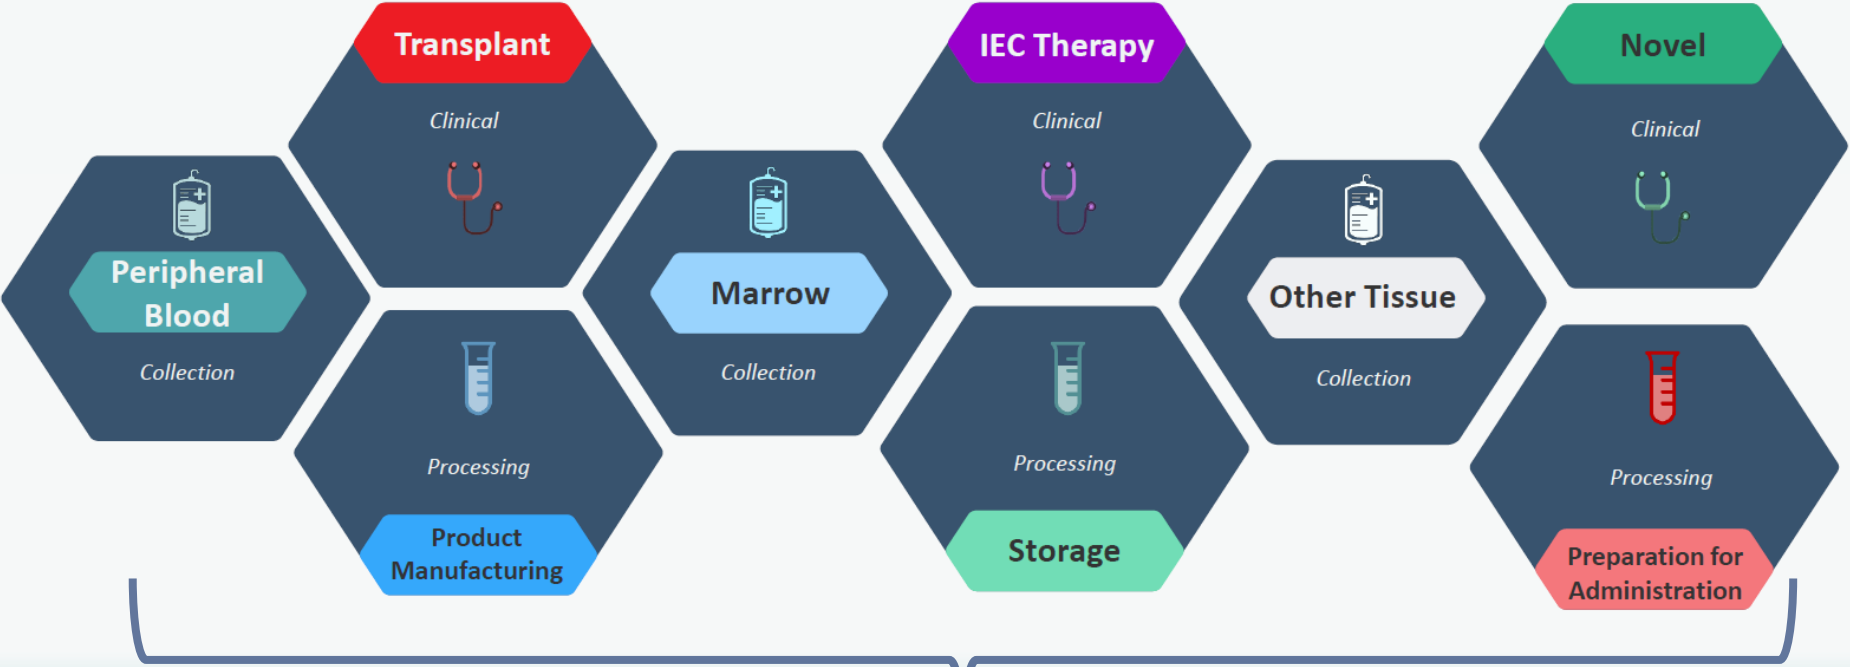 Transplant
Clinical
IEC Therapy
Clinical
Novel
Clinical
Peripheral
Blood
Collection
Marrow
Collection
Other Tissue
Collection
Processing
Product
Manufacturing
Processing
Storage
Processing
Preparation for
Administration